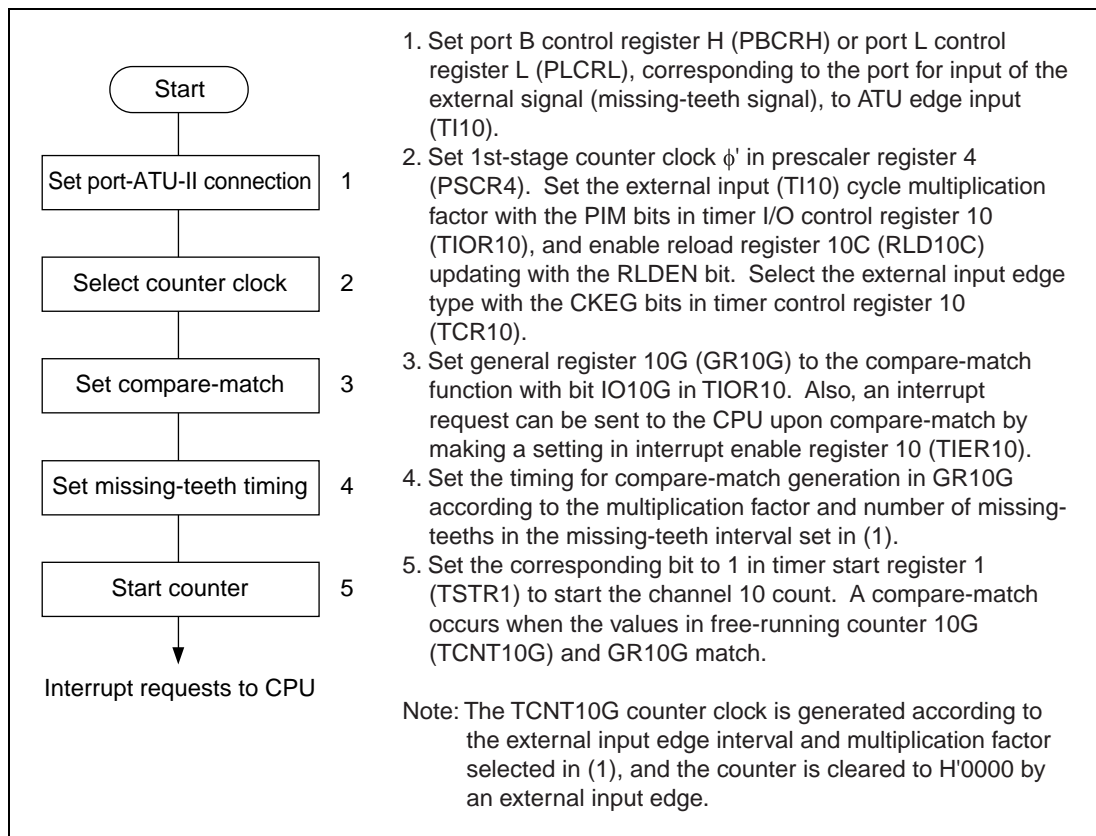 Start
Set port-ATU-II connection 1
Select counter clock 2
Set compare-match 3
Set missing-teeth timing 4
Start counter 5
Interrupt requests to CPU
1. Set port B control register H (PBCRH) or port L control
register L (PLCRL), corresponding to the port for input of the
external signal (missing-teeth signal), to ATU edge input
(TI10).
2. Set 1st-stage counter clock ϕ' in prescaler register 4
(PSCR4). Set the external input (TI10) cycle multiplication
factor with the PIM bits in timer I/O control register 10
(TIOR10), and enable reload register 10C (RLD10C)
updating with the RLDEN bit. Select the external input edge
type with the CKEG bits in timer control register 10
(TCR10).
3. Set general register 10G (GR10G) to the compare-match
function with bit IO10G in TIOR10. Also, an interrupt
request can be sent to the CPU upon compare-match by
making a setting in interrupt enable register 10 (TIER10).
4. Set the timing for compare-match generation in GR10G
according to the multiplication factor and number of missing-
teeths in the missing-teeth interval set in (1).
5. Set the corresponding bit to 1 in timer start register 1
(TSTR1) to start the channel 10 count. A compare-match
occurs when the values in free-running counter 10G
(TCNT10G) and GR10G match.
Note: The TCNT10G counter clock is generated according to
the external input edge interval and multiplication factor
selected in (1), and the counter is cleared to H'0000 by
an external input edge.